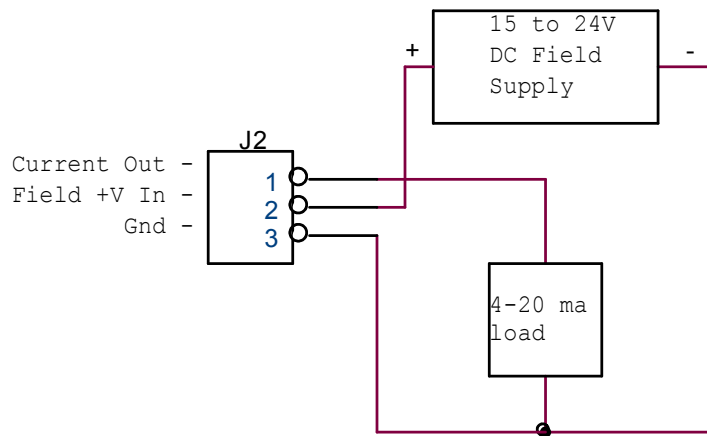 15 to 24V
DC Field
Supply
+
-
J2
Current Out -
Field +V In -
Gnd -
1
2
3
4-20 ma
load